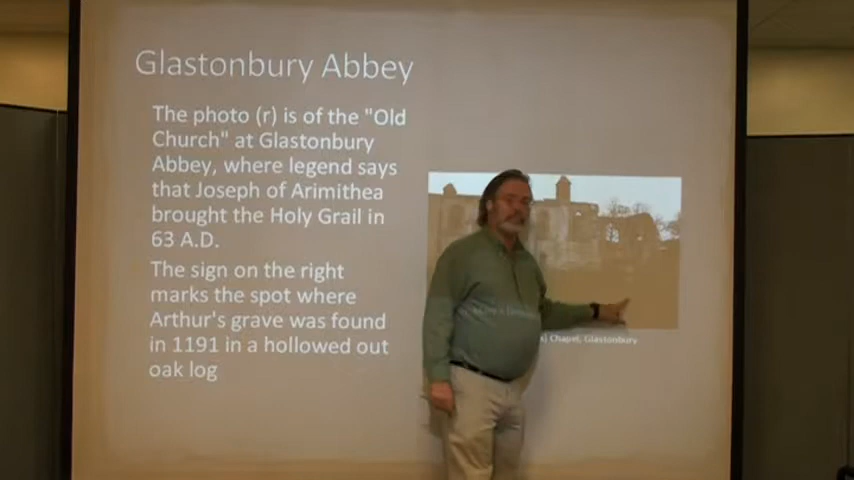 Glastonbury Abbey
The photo (r) is of the "Old
Church" at Glastonbury
Abbey, where legend says
that Joseph of Arimithea
brought the Holy Grail in
63 A.D.
The sign on the right
marks the spot where
Arthur's grave was found
in 1191 in a hollowed out
oak log
Chapel, Glastonbury